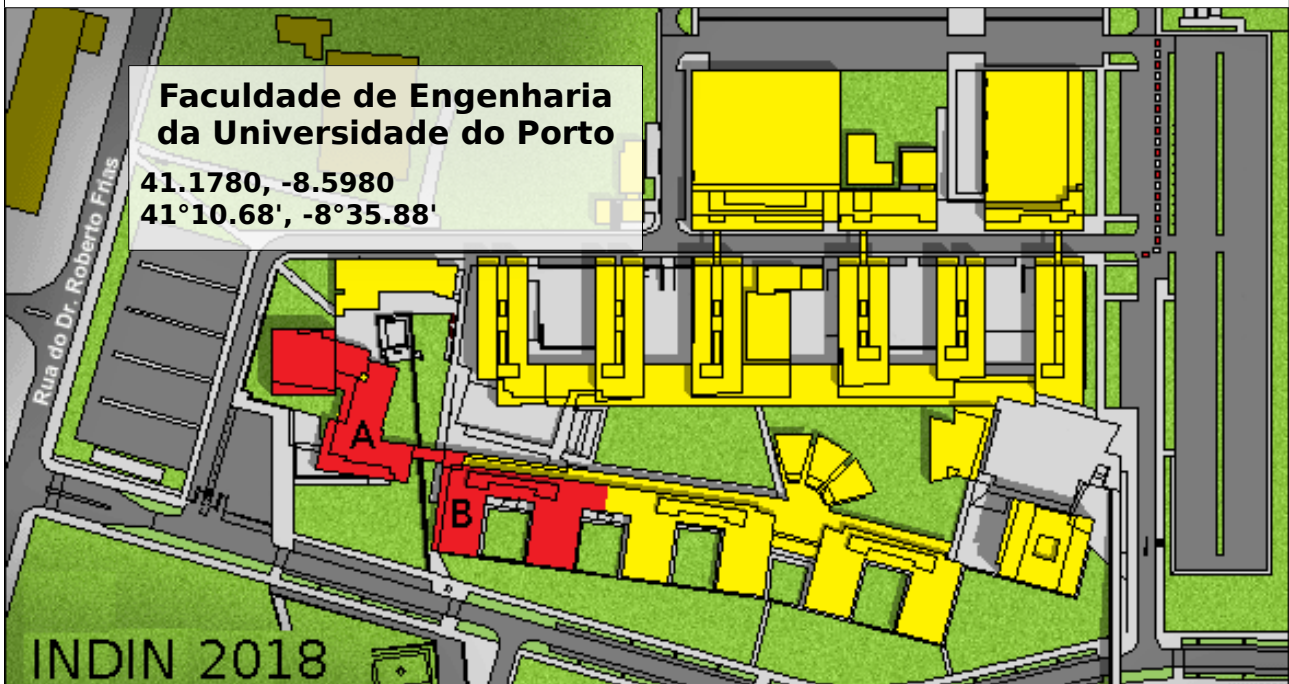 Faculdade de Engenharia
da Universidade do Porto
41.1780, -8.5980
41°10.68', -8°35.88'
Rua do Dr. Roberto Frias
A
B
INDIN 2018